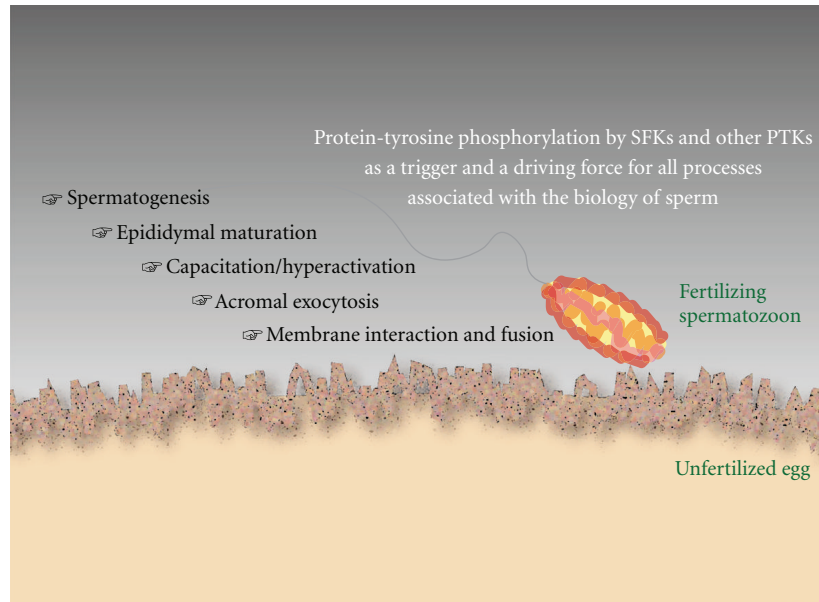 Protein-tyrosine phosphorylation by SFKs and other PTKs
as a trigger and a driving force for all processes
associated with the biology of sperm
☞ Spermatogenesis
☞ Epididymal maturation
☞ Capacitation/hyperactivation
☞ Acromal exocytosis
☞ Membrane interaction and fusion
Fertilizing
spermatozoon
Unfertilized egg